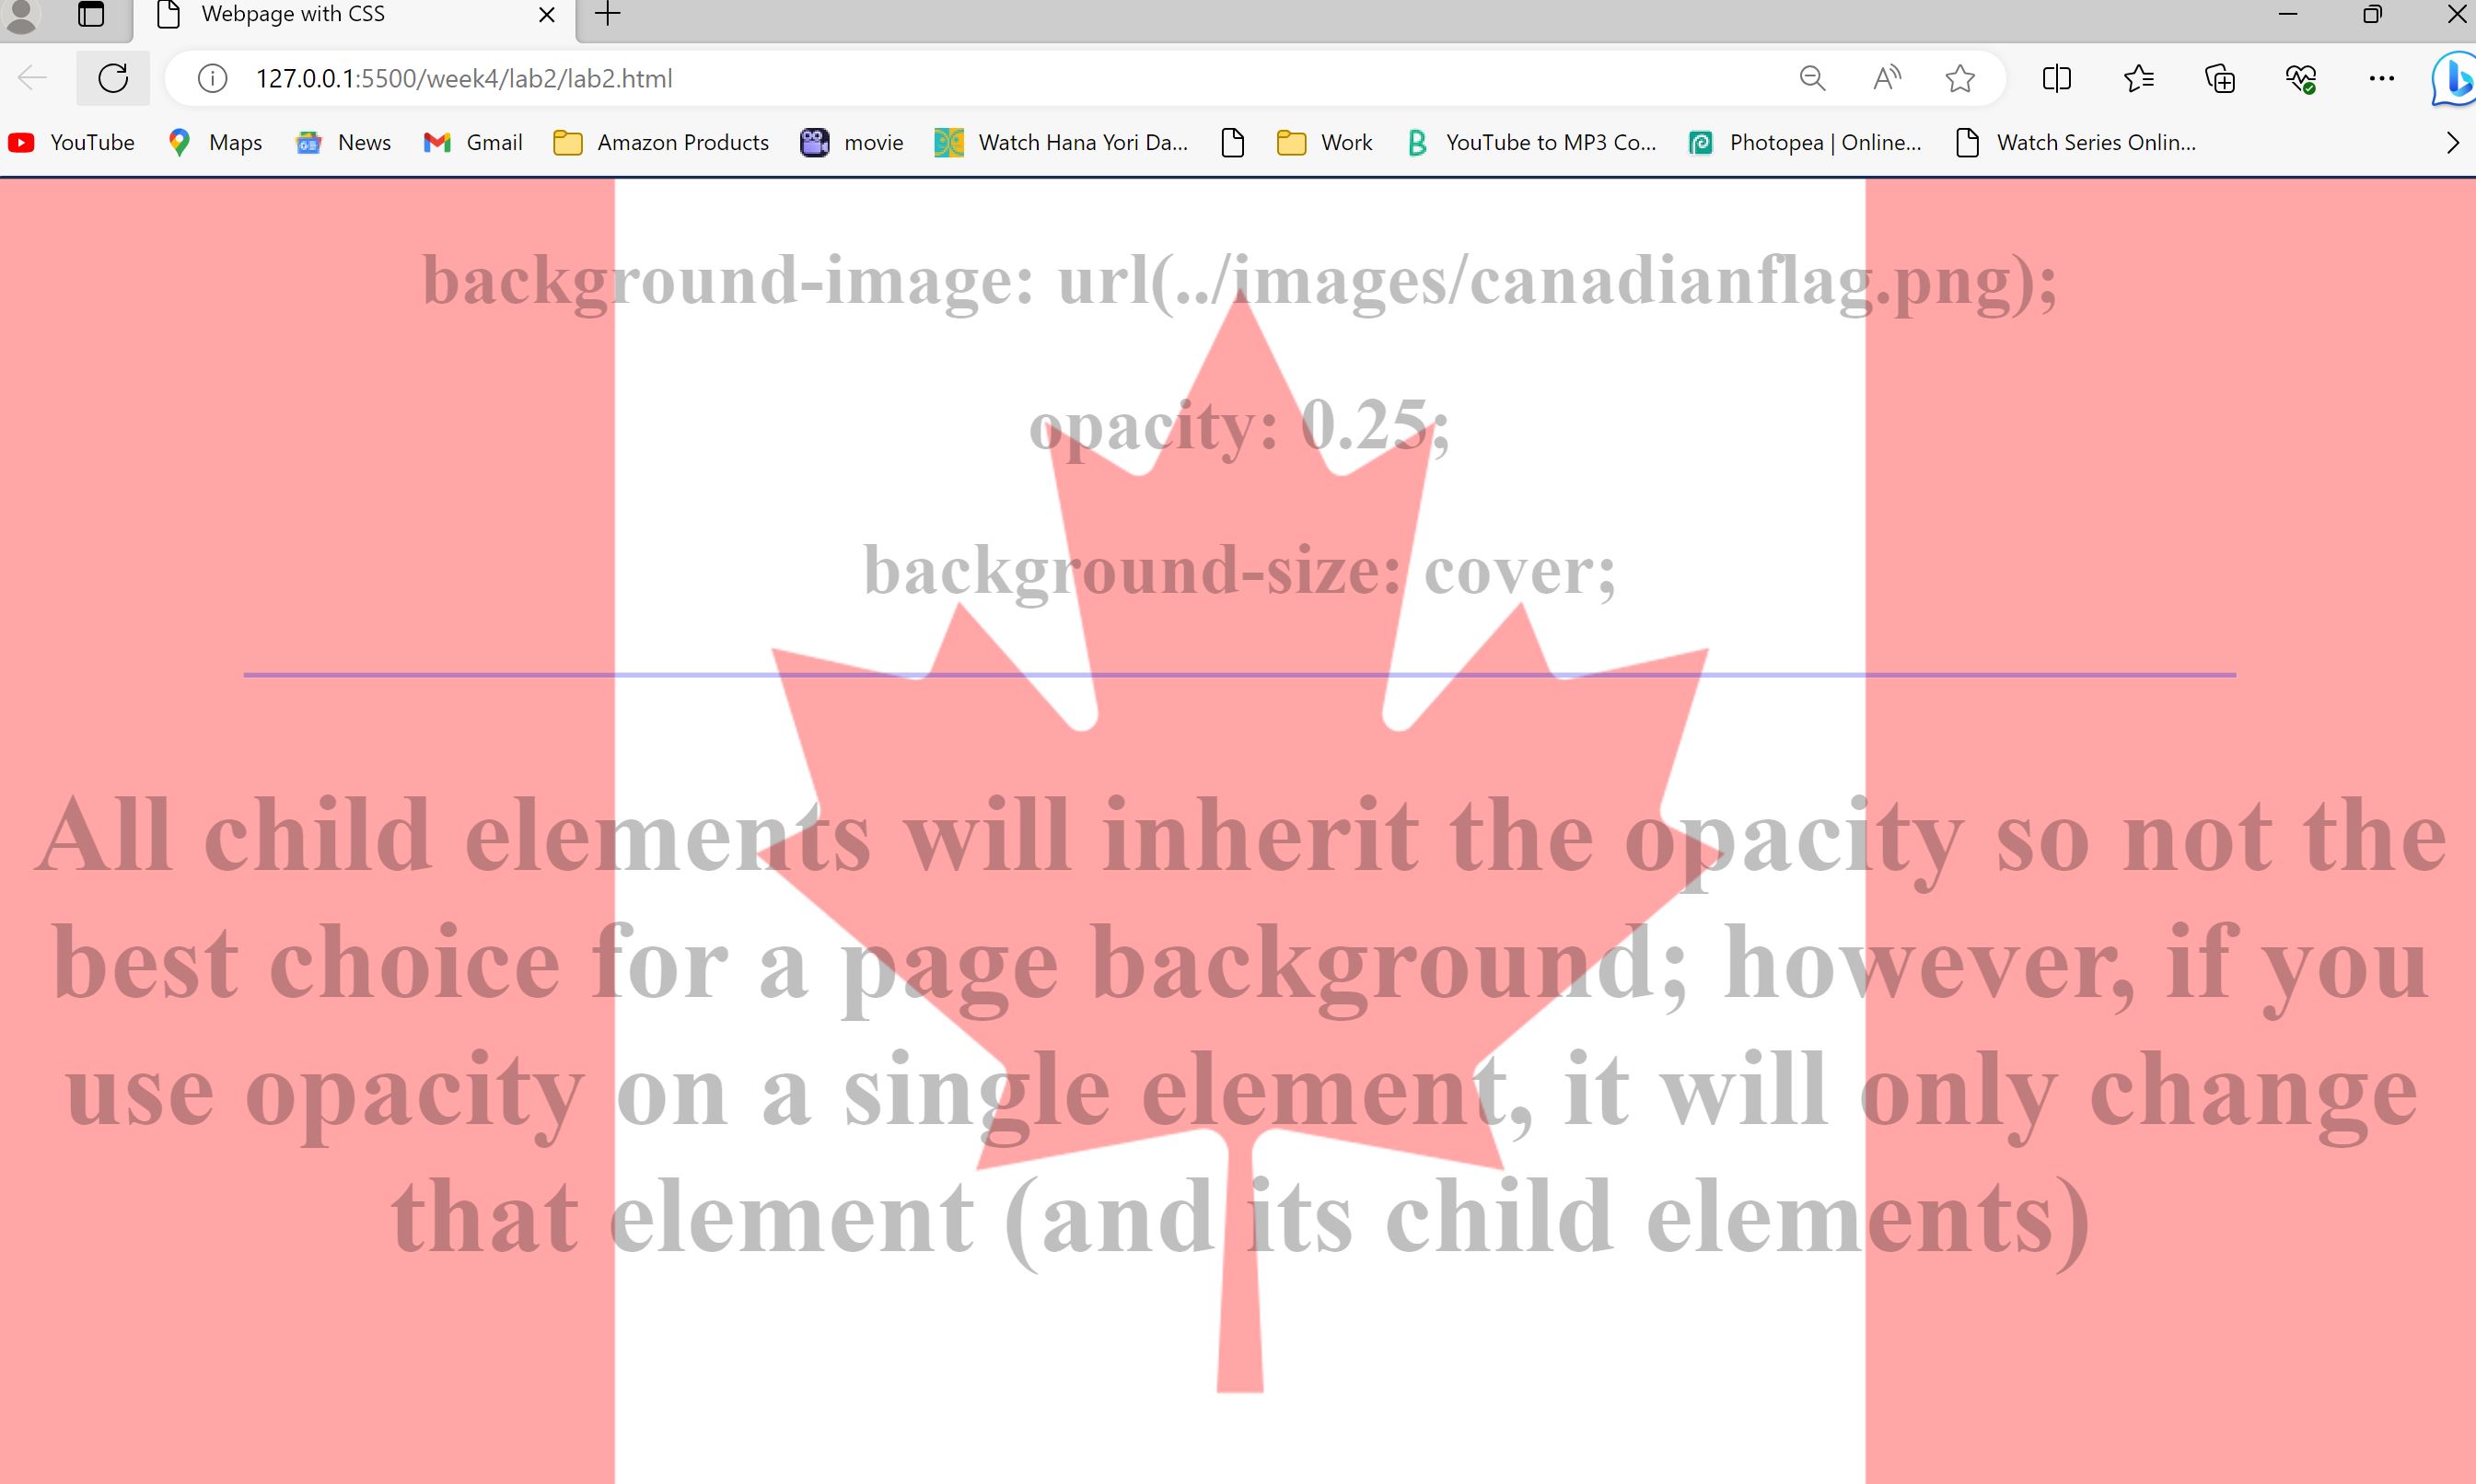 Webpage with CSS
127.0.0.1:5500/week4/lab2/lab2.html
YouTube Maps News Gmail Amazon Products movie Watch Hana Yori Da... Work YouTube to MP3 Co... Photopea | Online... Watch Series Onlin...
background-image: url(../images/canadianflag.png);
opacity: 0.25;
background-size: cover;
All child elements will inherit the opacity so not the
best choice for a page background; however, if you
use opacity on a single element, it will only change
that element (and its child elements)